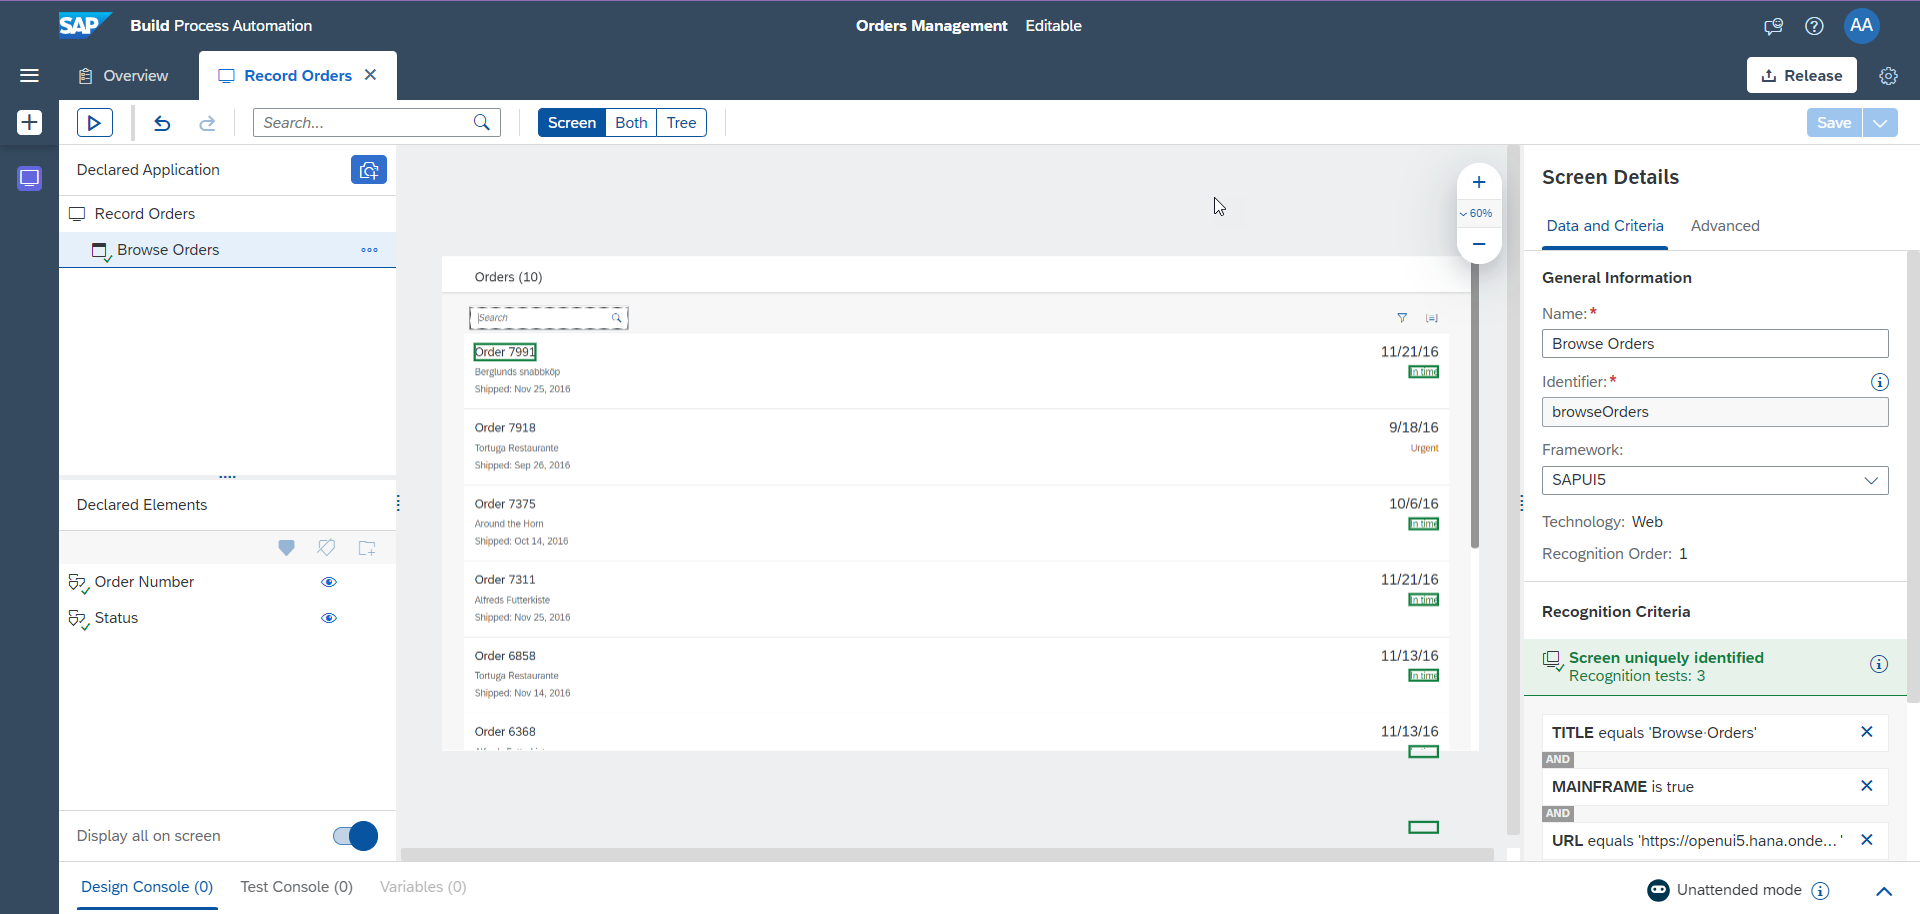 SAP Build Process Automation
Orders Management Editable
AA
Overview
Record Orders
Release
Search...
Screen Both Tree
Save
Declared Application
Record Orders
Browse Orders
Declared Elements
Order Number
Status
Display all on screen
60%
Orders (10)
Search
Order 7991 11/21/16
Berglunds snabbköp In time
Shipped: Nov 25, 2016
Order 7918 9/18/16
Tortuga Restaurante Urgent
Shipped: Sep 26, 2016
Order 7375 10/6/16
Around the Horn In time
Shipped: Oct 14, 2016
Order 7311 11/21/16
Alfreds Futterkiste In time
Shipped: Nov 25, 2016
Order 6858 11/13/16
Tortuga Restaurante In time
Shipped: Nov 14, 2016
Order 6368 11/13/16
Screen Details
Data and Criteria Advanced
General Information
Name:*
Browse Orders
Identifier:*
browseOrders
Framework:
SAPUI5
Technology: Web
Recognition Order: 1
Recognition Criteria
Screen uniquely identified
Recognition tests: 3
TITLE equals 'Browse·Orders'
AND
MAINFRAME is true
AND
URL equals 'https://openui5.hana.onde... '
Design Console (0) Test Console (0) Variables (0)
Unattended mode